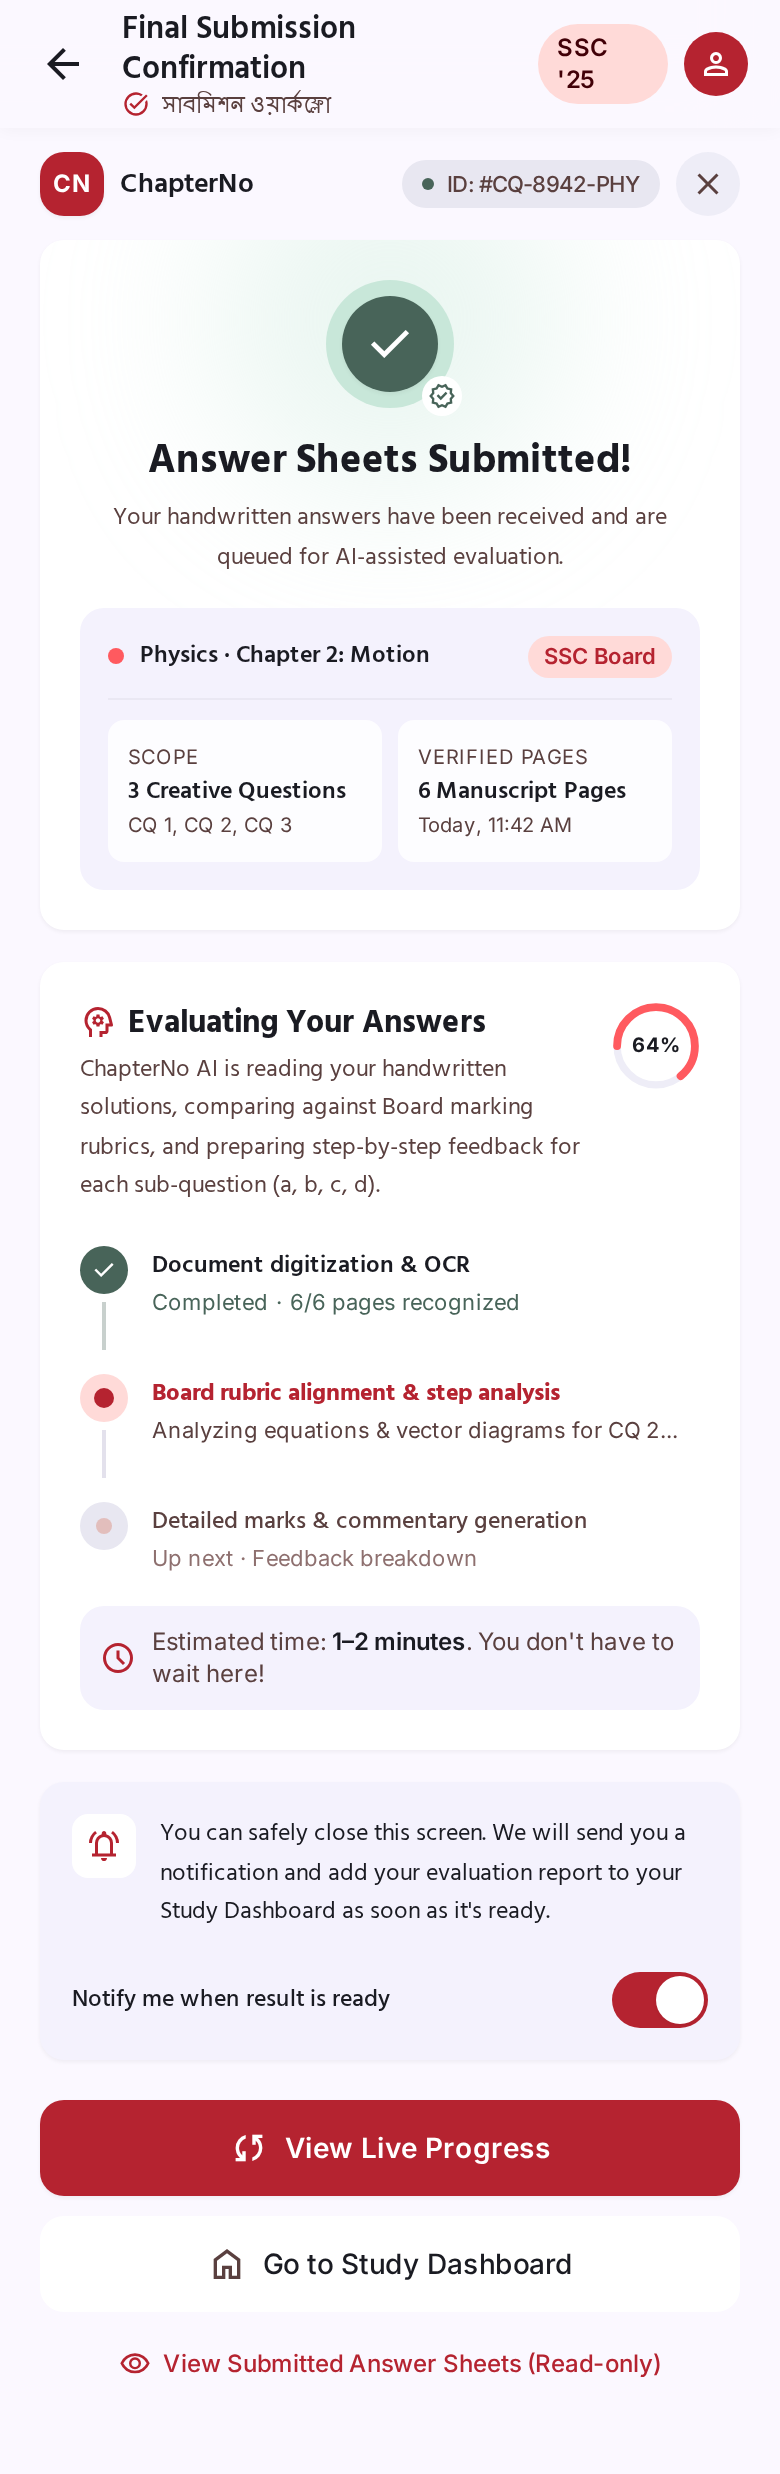 Final Submission
Confirmation
সাবমিশন ওয়ার্কফ্লো
SSC
'25
CN
ChapterNo
ID: #CQ-8942-PHY
Answer Sheets Submitted!
Your handwritten answers have been received and are
queued for AI-assisted evaluation.
Physics · Chapter 2: Motion
SSC Board
SCOPE
3 Creative Questions
CQ 1, CQ 2, CQ 3
VERIFIED PAGES
6 Manuscript Pages
Today, 11:42 AM
Evaluating Your Answers
64%
ChapterNo AI is reading your handwritten
solutions, comparing against Board marking
rubrics, and preparing step-by-step feedback for
each sub-question (a, b, c, d).
Document digitization & OCR
Completed · 6/6 pages recognized
Board rubric alignment & step analysis
Analyzing equations & vector diagrams for CQ 2...
Detailed marks & commentary generation
Up next · Feedback breakdown
Estimated time: 1–2 minutes. You don't have to
wait here!
You can safely close this screen. We will send you a
notification and add your evaluation report to your
Study Dashboard as soon as it's ready.
Notify me when result is ready
View Live Progress
Go to Study Dashboard
View Submitted Answer Sheets (Read-only)